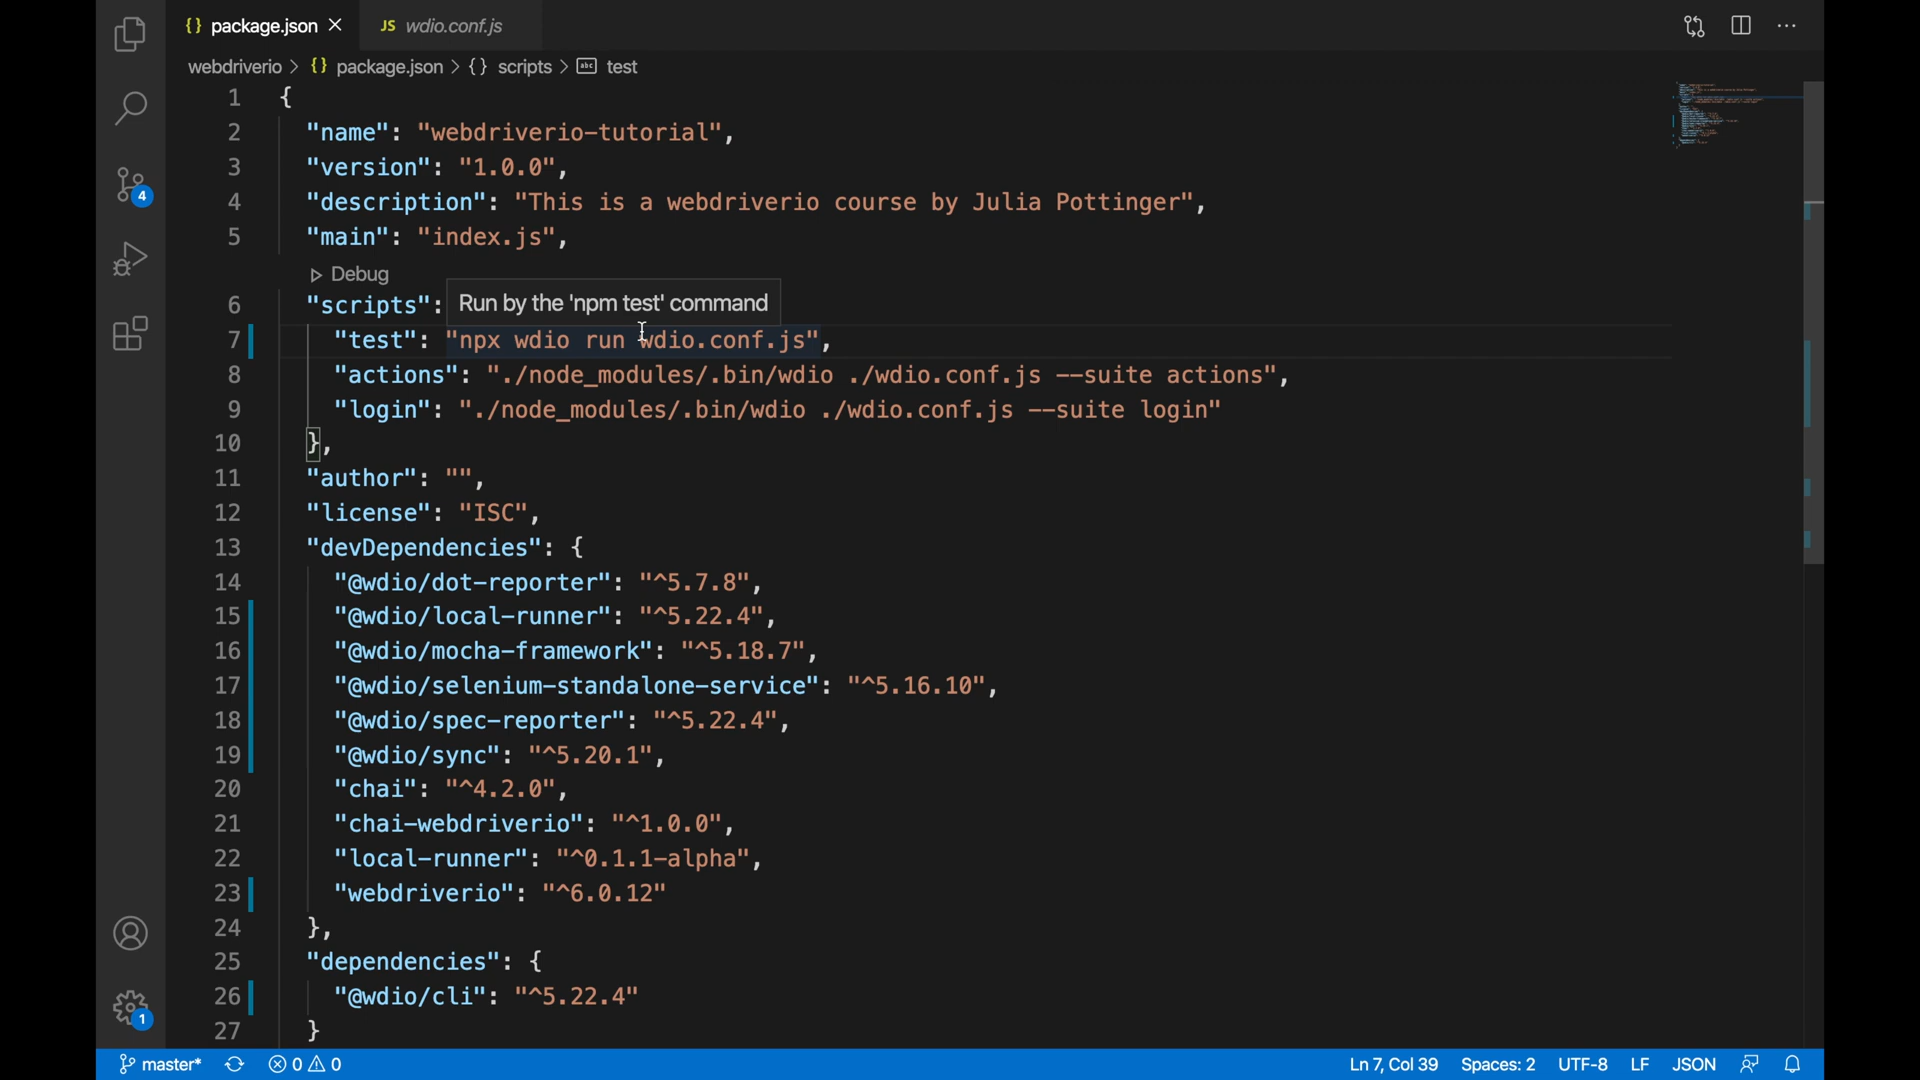 {} package.json ×
JS wdio.conf.js
webdriverio > {} package.json > {} scripts > abc test
1 {
2 "name": "webdriverio-tutorial",
3 "version": "1.0.0",
4 "description": "This is a webdriverio course by Julia Pottinger",
5 "main": "index.js",
▷ Debug
6 "scripts":
Run by the 'npm test' command
7 "test": "npx wdio run wdio.conf.js",
8 "actions": "./node_modules/.bin/wdio ./wdio.conf.js --suite actions",
9 "login": "./node_modules/.bin/wdio ./wdio.conf.js --suite login"
10 },
11 "author": "",
12 "license": "ISC",
13 "devDependencies": {
14 "@wdio/dot-reporter": "^5.7.8",
15 "@wdio/local-runner": "^5.22.4",
16 "@wdio/mocha-framework": "^5.18.7",
17 "@wdio/selenium-standalone-service": "^5.16.10",
18 "@wdio/spec-reporter": "^5.22.4",
19 "@wdio/sync": "^5.20.1",
20 "chai": "^4.2.0",
21 "chai-webdriverio": "^1.0.0",
22 "local-runner": "^0.1.1-alpha",
23 "webdriverio": "^6.0.12"
24 },
25 "dependencies": {
26 "@wdio/cli": "^5.22.4"
27 }
4
1
master* 0 0 Ln 7, Col 39 Spaces: 2 UTF-8 LF JSON